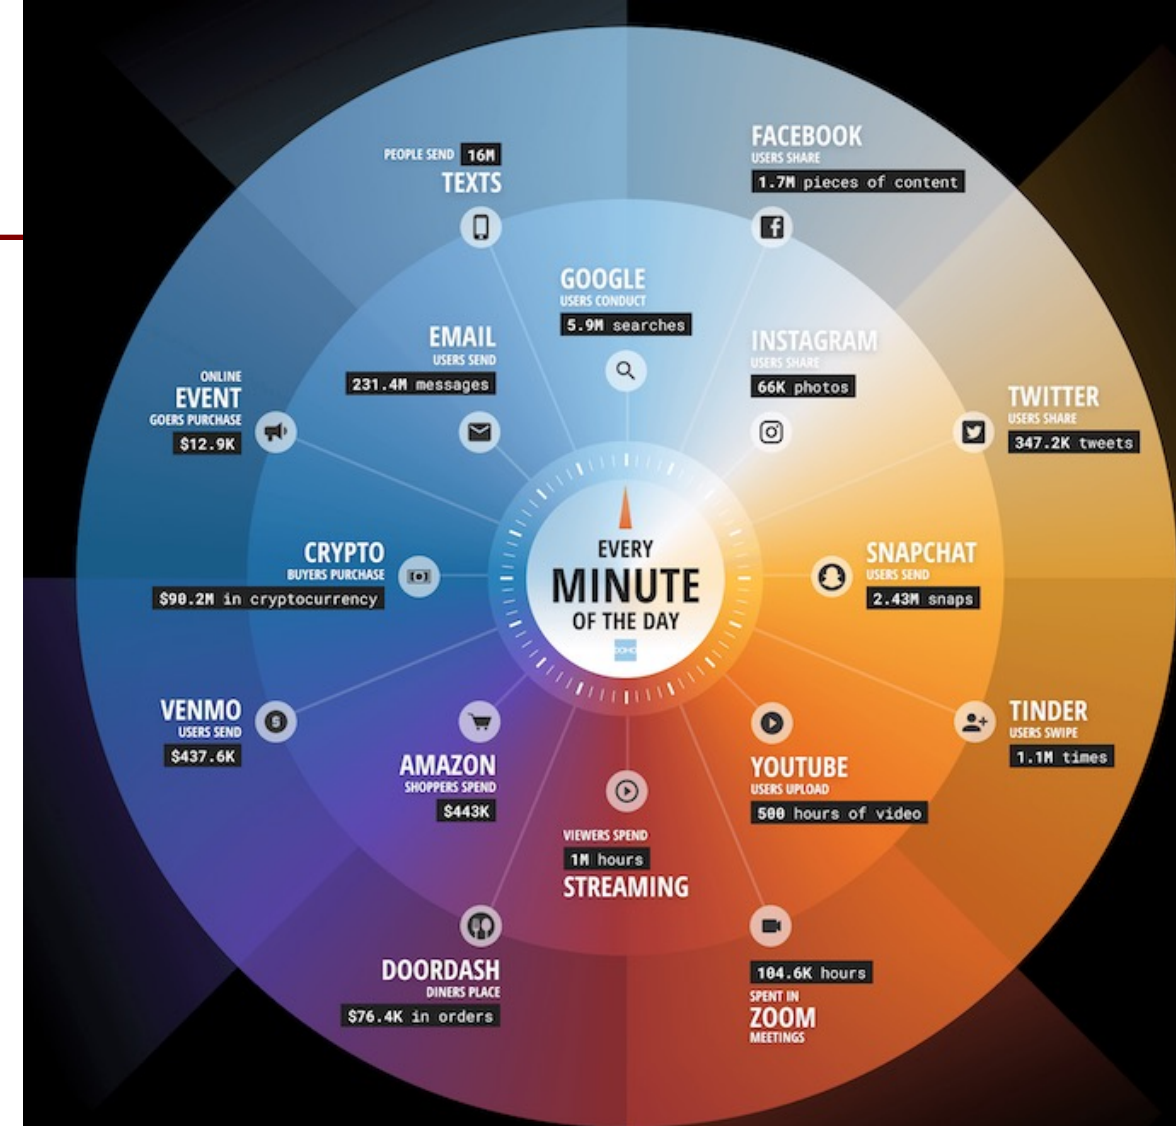 PEOPLE SEND 16M
TEXTS
FACEBOOK
USERS SHARE
1.7M pieces of content
GOOGLE
USERS CONDUCT
5.9M searches
EMAIL
USERS SEND
231.4M messages
INSTAGRAM
USERS SHARE
66K photos
ONLINE
EVENT
GOERS PURCHASE
$12.9K
TWITTER
USERS SHARE
347.2K tweets
CRYPTO
BUYERS PURCHASE
$90.2M in cryptocurrency
EVERY
MINUTE
OF THE DAY
DOMO
SNAPCHAT
USERS SEND
2.43M snaps
VENMO
USERS SEND
$437.6K
AMAZON
SHOPPERS SPEND
$443K
VIEWERS SPEND
1M hours
STREAMING
YOUTUBE
USERS UPLOAD
500 hours of video
TINDER
USERS SWIPE
1.1M times
DOORDASH
DINERS PLACE
$76.4K in orders
104.6K hours
SPENT IN
ZOOM
MEETINGS